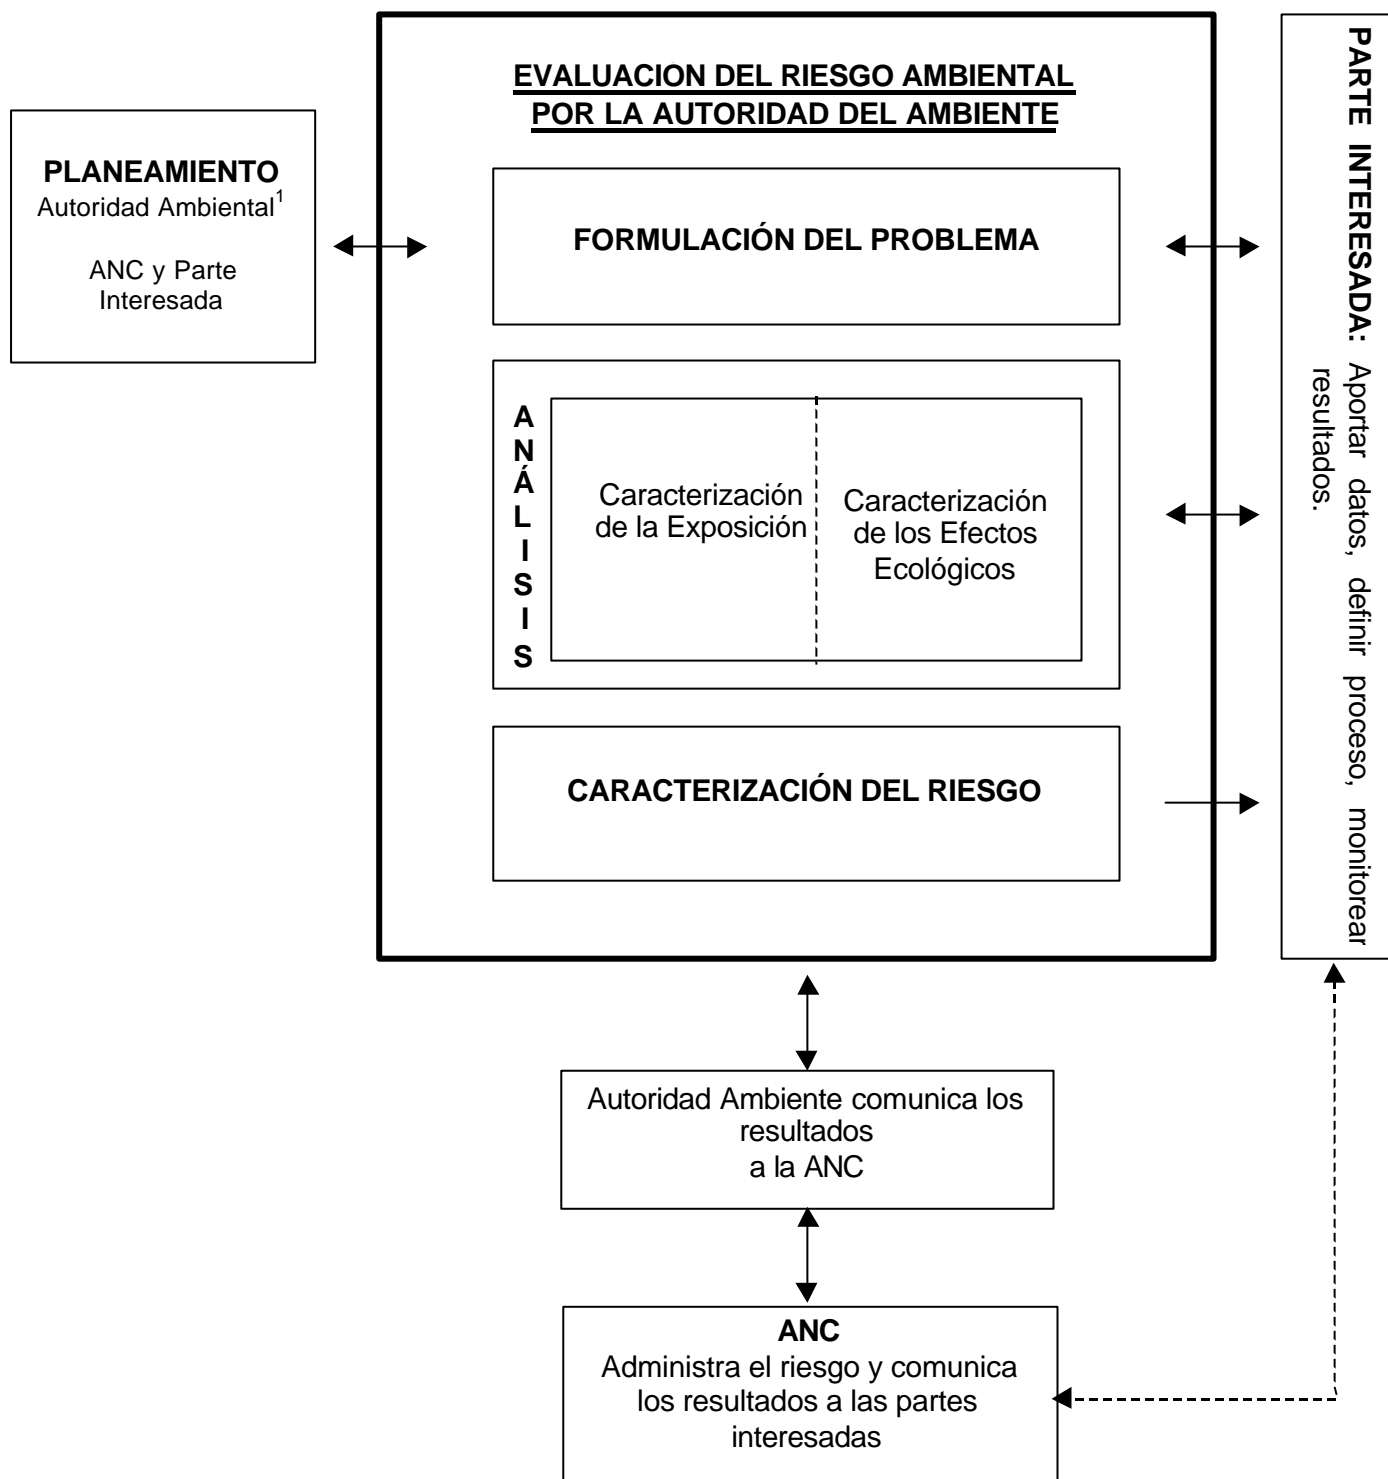 EVALUACION DEL RIESGO AMBIENTAL
POR LA AUTORIDAD DEL AMBIENTE
PLANEAMIENTO
Autoridad Ambiental¹
ANC y Parte
Interesada
FORMULACIÓN DEL PROBLEMA
ANÁLISIS
Caracterización
de la Exposición
Caracterización
de los Efectos
Ecológicos
CARACTERIZACIÓN DEL RIESGO
PARTE INTERESADA: Aportar datos, definir proceso, monitorear
resultados.
Autoridad Ambiente comunica los
resultados
a la ANC
ANC
Administra el riesgo y comunica
los resultados a las partes
interesadas